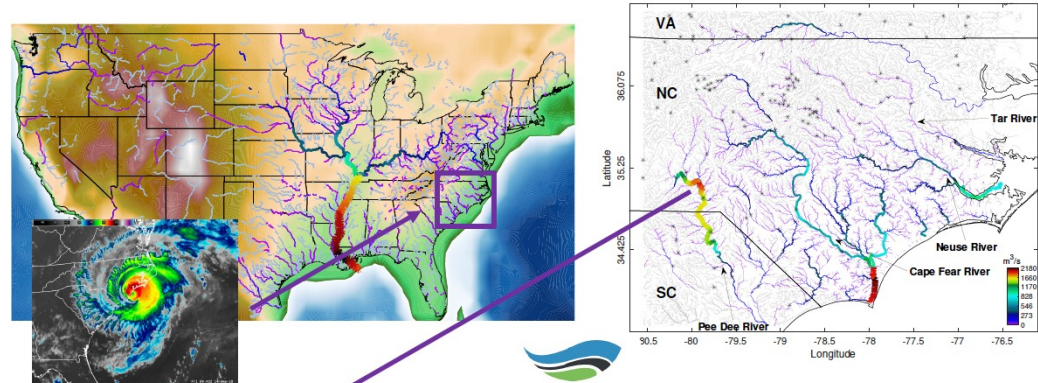 VA
NC
SC
Tar River
Neuse River
Cape Fear River
Pee Dee River
Latitude
36.075
35.25
34.425
m³/s
2180
1660
1170
828
546
273
0
90.5
-80
-79.5
-79
-78.5
-78
-77.5
-77
-76.5
Longitude